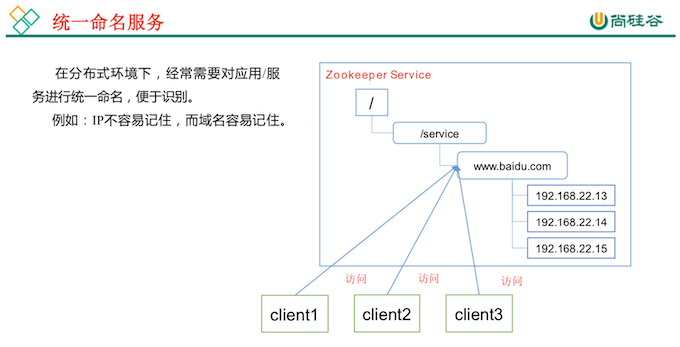 统一命名服务
尚硅谷
在分布式环境下，经常需要对应用/服
务进行统一命名，便于识别。
例如：IP不容易记住，而域名容易记住。
Zookeeper Service
/
/service
www.baidu.com
192.168.22.13
192.168.22.14
192.168.22.15
访问
访问
访问
client1
client2
client3